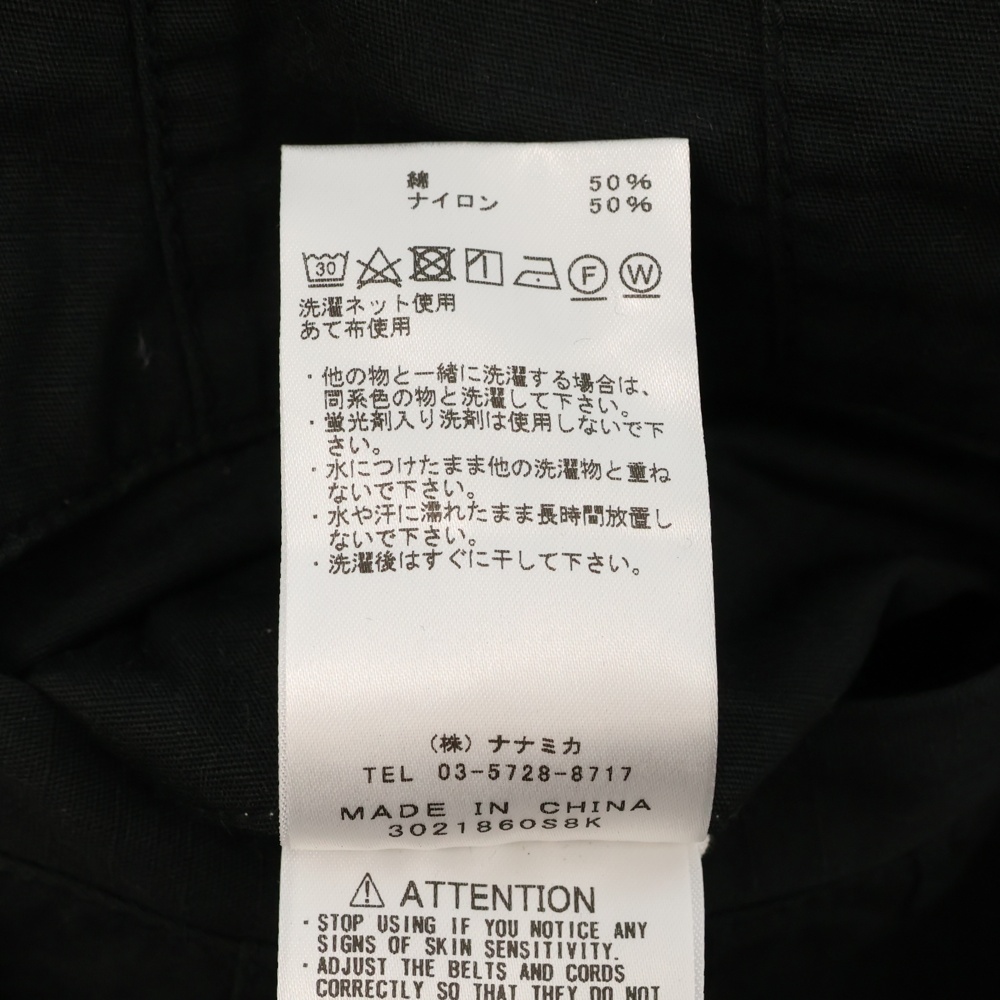 綿 50%
ナイロン 50%
30 F W
洗濯ネット使用
あて布使用
・他の物と一緒に洗濯する場合は、
同系色の物と洗濯して下さい。
・蛍光剤入り洗剤は使用しないで下
さい。
・水につけたまま他の洗濯物と重ね
ないで下さい。
・水や汗に濡れたまま長時間放置し
ないで下さい。
・洗濯後はすぐに干して下さい。
(株)ナナミカ
TEL 03-5728-8717
MADE IN CHINA
3021860S8K
ATTENTION
・STOP USING IF YOU NOTICE ANY
SIGNS OF SKIN SENSITIVITY.
・ADJUST THE BELTS AND CORDS
CORRECTLY SO THAT THEY DO NOT